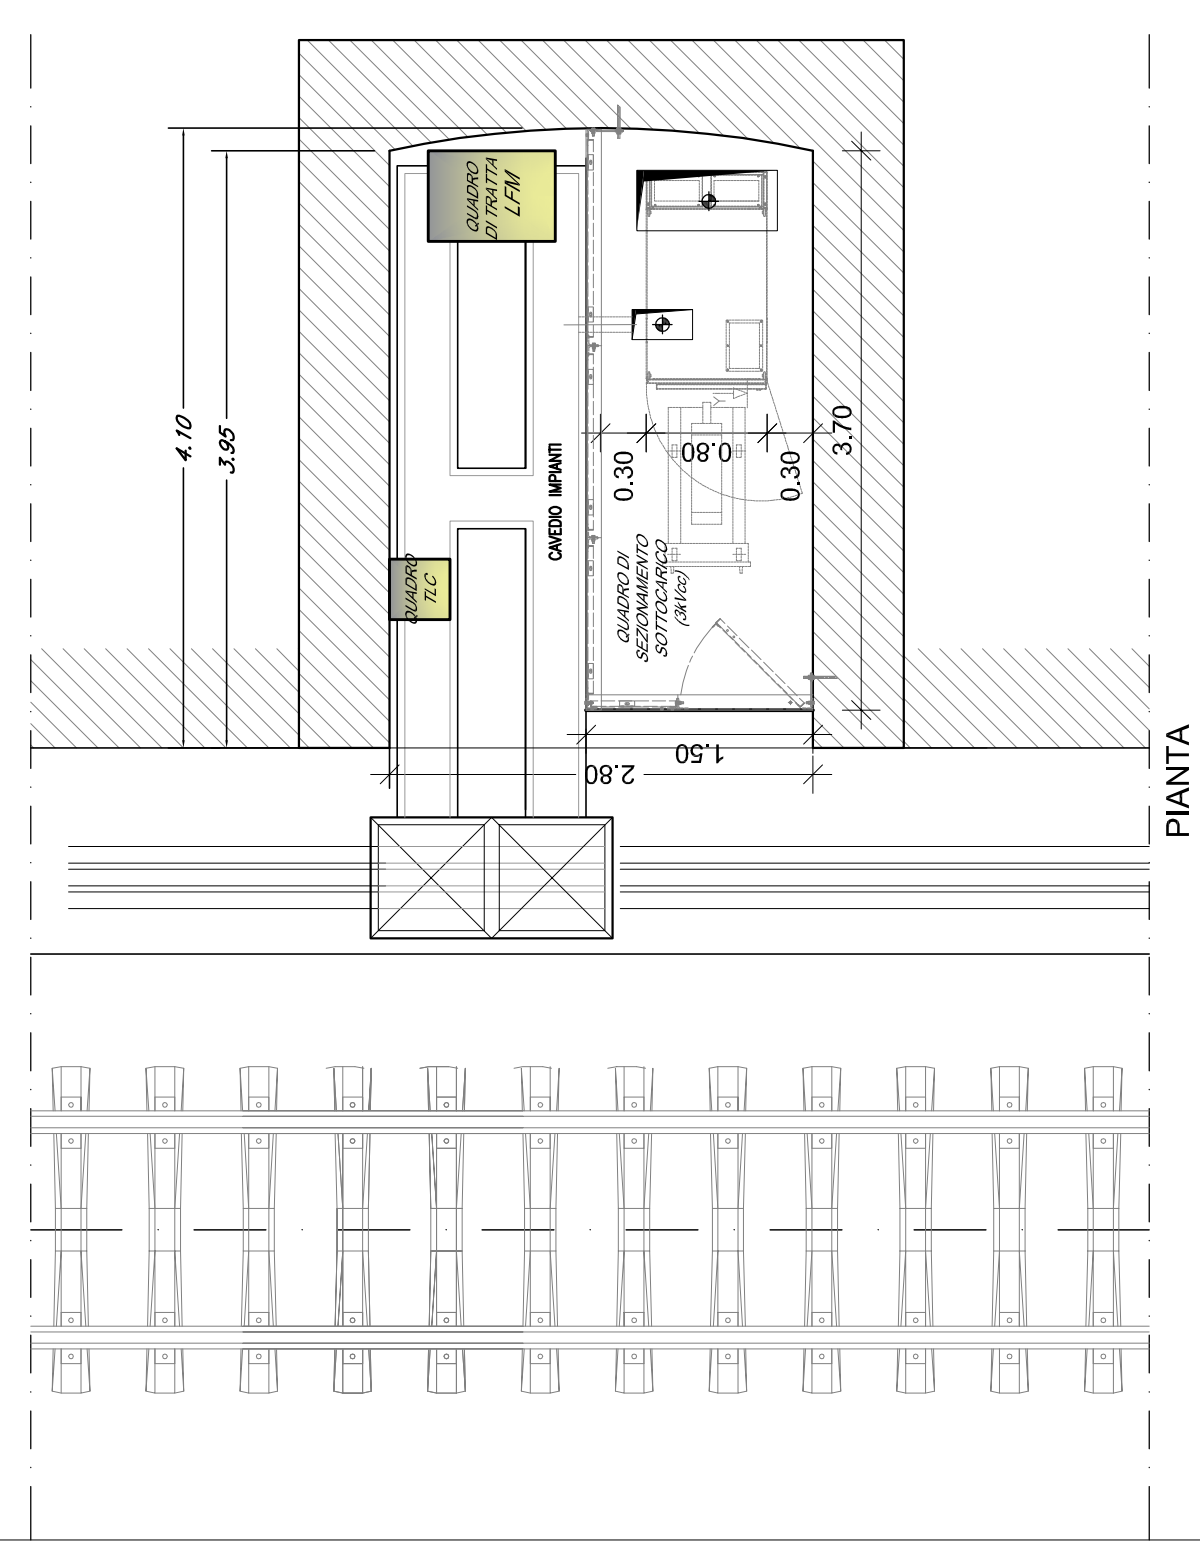 QUADRO
DI TRATTA
LFM
4.10
3.95
3.70
0.30
0.80
0.30
CAVEDIO IMPIANTI
QUADRO
TLC
QUADRO DI
SEZIONAMENTO
SOTTOCARICO
(3kVcc)
1.50
2.80
PIANTA